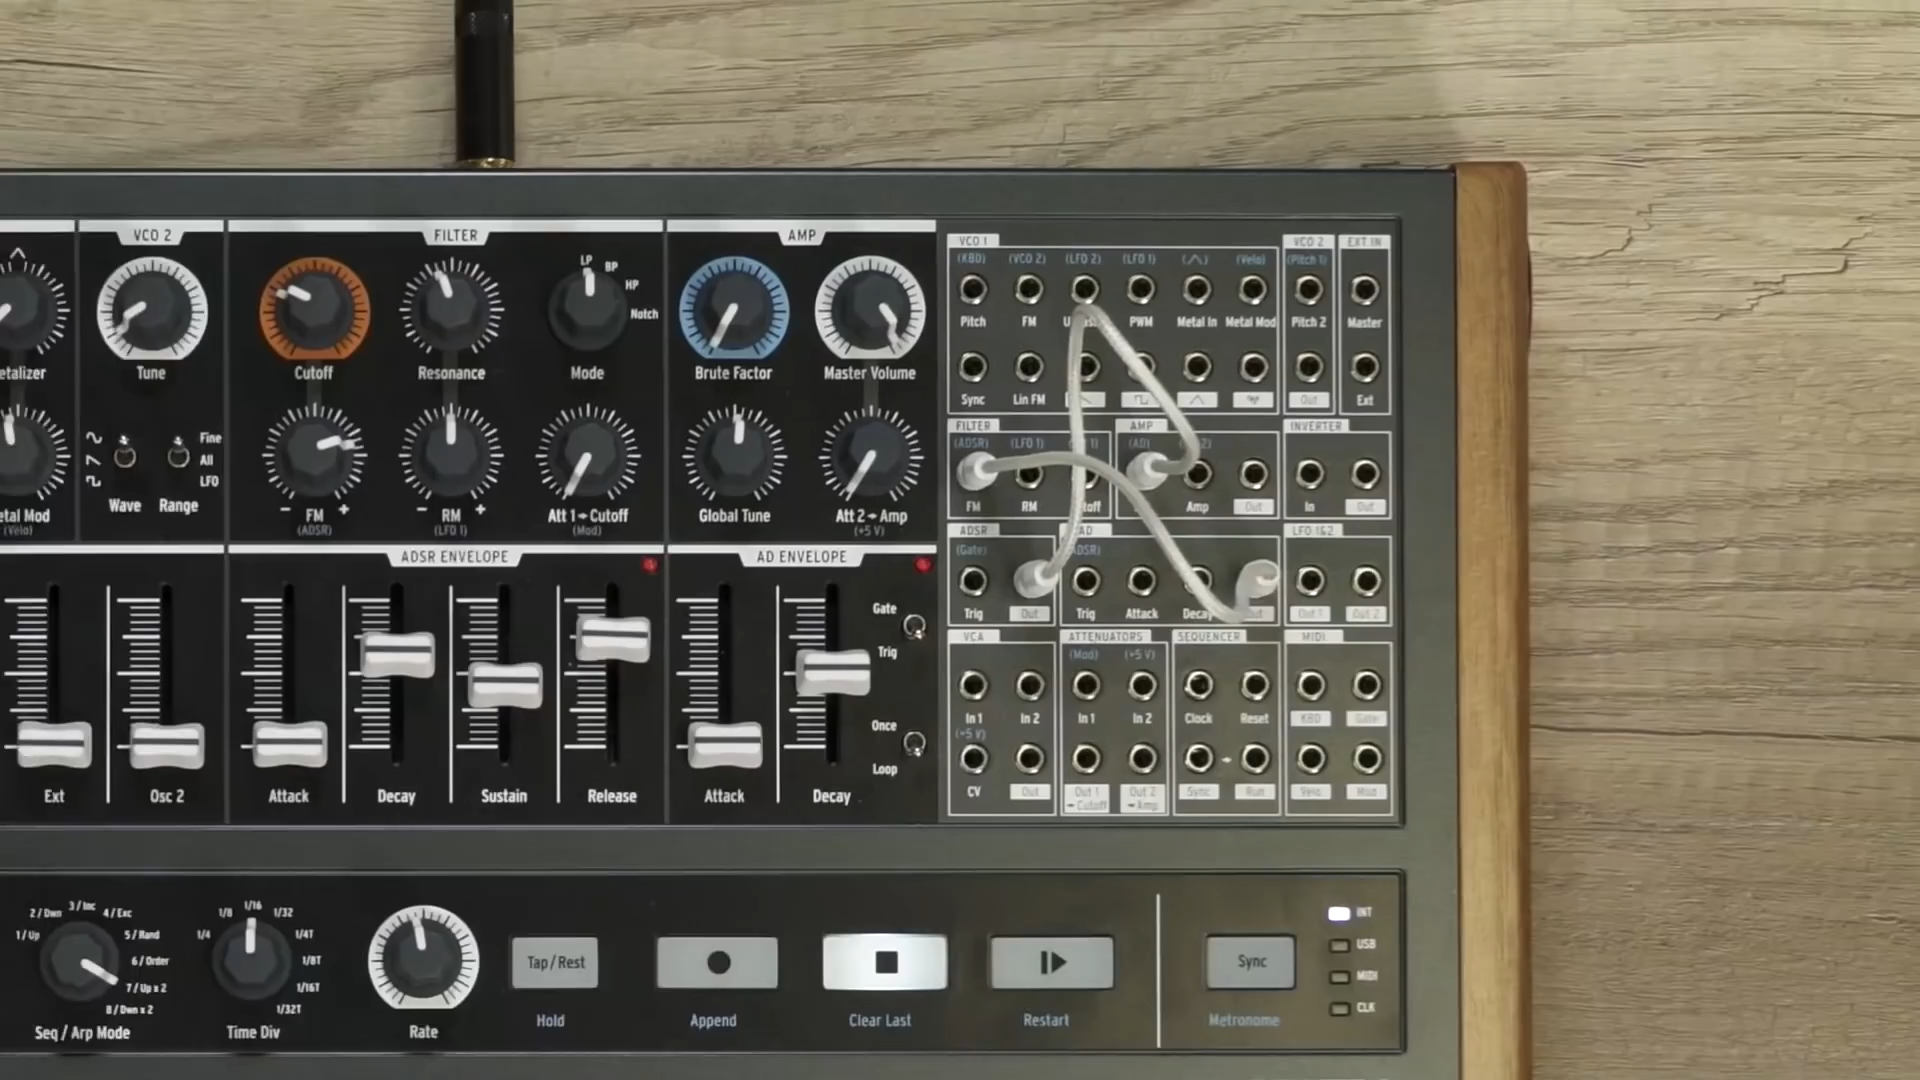 VCO 2
FILTER
AMP
LP
BP
HP
Notch
etalizer
Tune
Cutoff
Resonance
Mode
Brute Factor
Master Volume
Fine
All
LFO
Wave
Range
etal Mod
(Velo)
- FM +
(ADSR)
- RM +
(LFO 1)
Att 1 Cutoff
(Mod)
Global Tune
Att 2 Amp
(+5 V)
ADSR ENVELOPE
AD ENVELOPE
Gate
Trig
Once
Loop
Ext
Osc 2
Attack
Decay
Sustain
Release
Attack
Decay
VCO 1
VCO 2
EXT IN
(KBD)
(VCO 2)
(LFO 2)
(LFO 1)
(Velo)
(Pitch 1)
Pitch
FM
PWM
Metal In
Metal Mod
Pitch 2
Master
Sync
Lin FM
Out
Ext
FILTER
AMP
INVERTER
(ADSR)
(LFO 1)
(AD)
FM
RM
toff
Amp
Out
In
Out
ADSR
AD
LFO 1&2
(Gate)
ADSR)
Trig
Out
Trig
Attack
Decay
Out 1
Out 2
VCA
ATTENUATORS
SEQUENCER
MIDI
(Mod)
(+5 V)
In 1
In 2
In 1
In 2
Clock
Reset
KBD
Gate
(+5 V)
CV
Out
Out 1
Cutoff
Out 2
Amp
Sync
Run
Velo
Mod
1 / Up
2 / Dwn
3 / Inc
4 / Exc
5 / Rand
6 / Order
7 / Up x 2
8 / Dwn x 2
Seq / Arp Mode
1/4
1/8
1/16
1/32
1/4T
1/8T
1/16T
1/32T
Time Div
Rate
Tap / Rest
Hold
Append
Clear Last
Restart
Sync
Metronome
INT
USB
MIDI
CLK